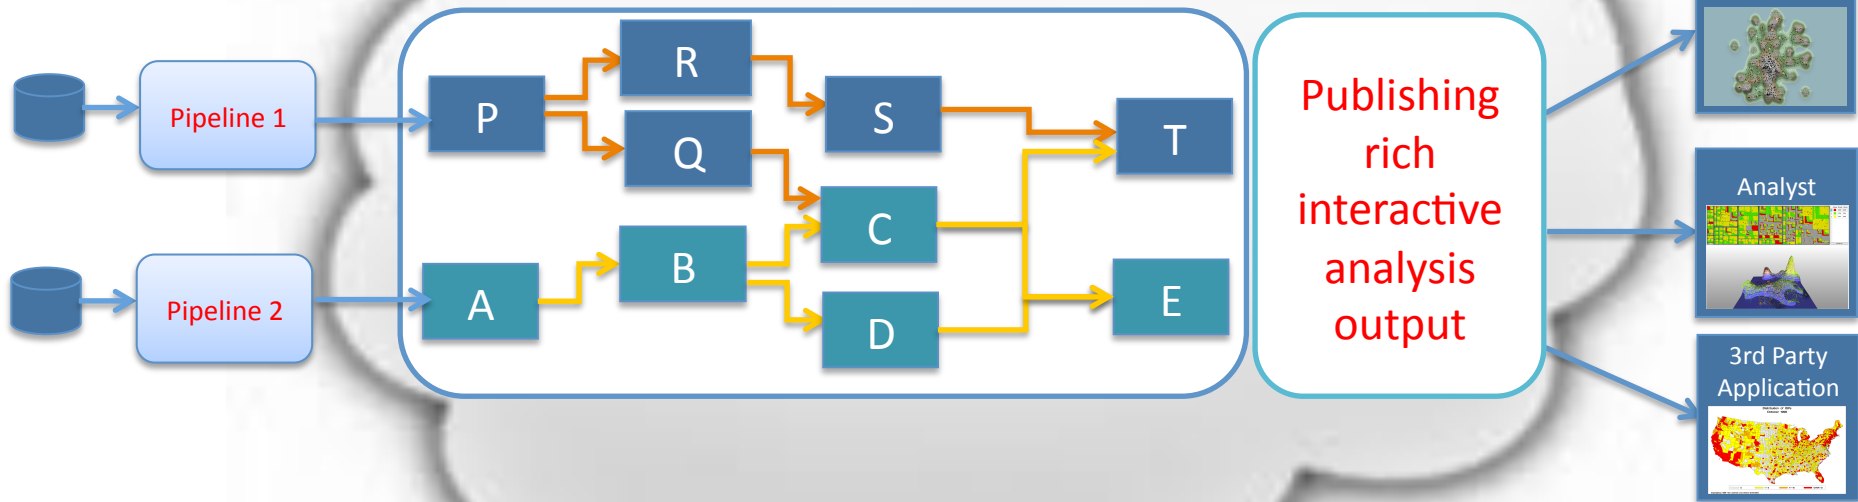 Pipeline 1
Pipeline 2
P
R
Q
S
T
A
B
C
D
E
Publishing
rich
interactive
analysis
output
Analyst
3rd Party
Application